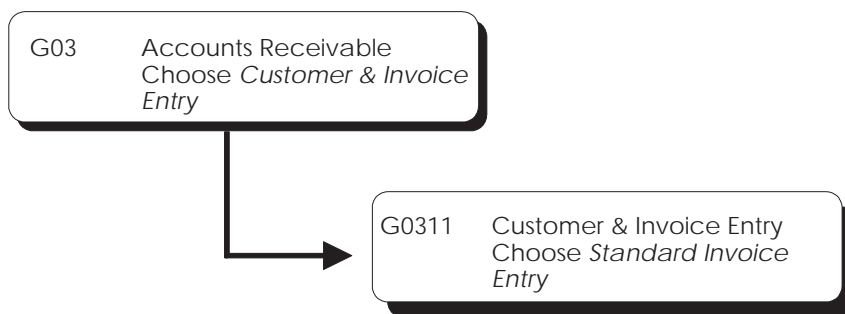 G03 Accounts Receivable
Choose Customer & Invoice
Entry
G0311 Customer & Invoice Entry
Choose Standard Invoice
Entry